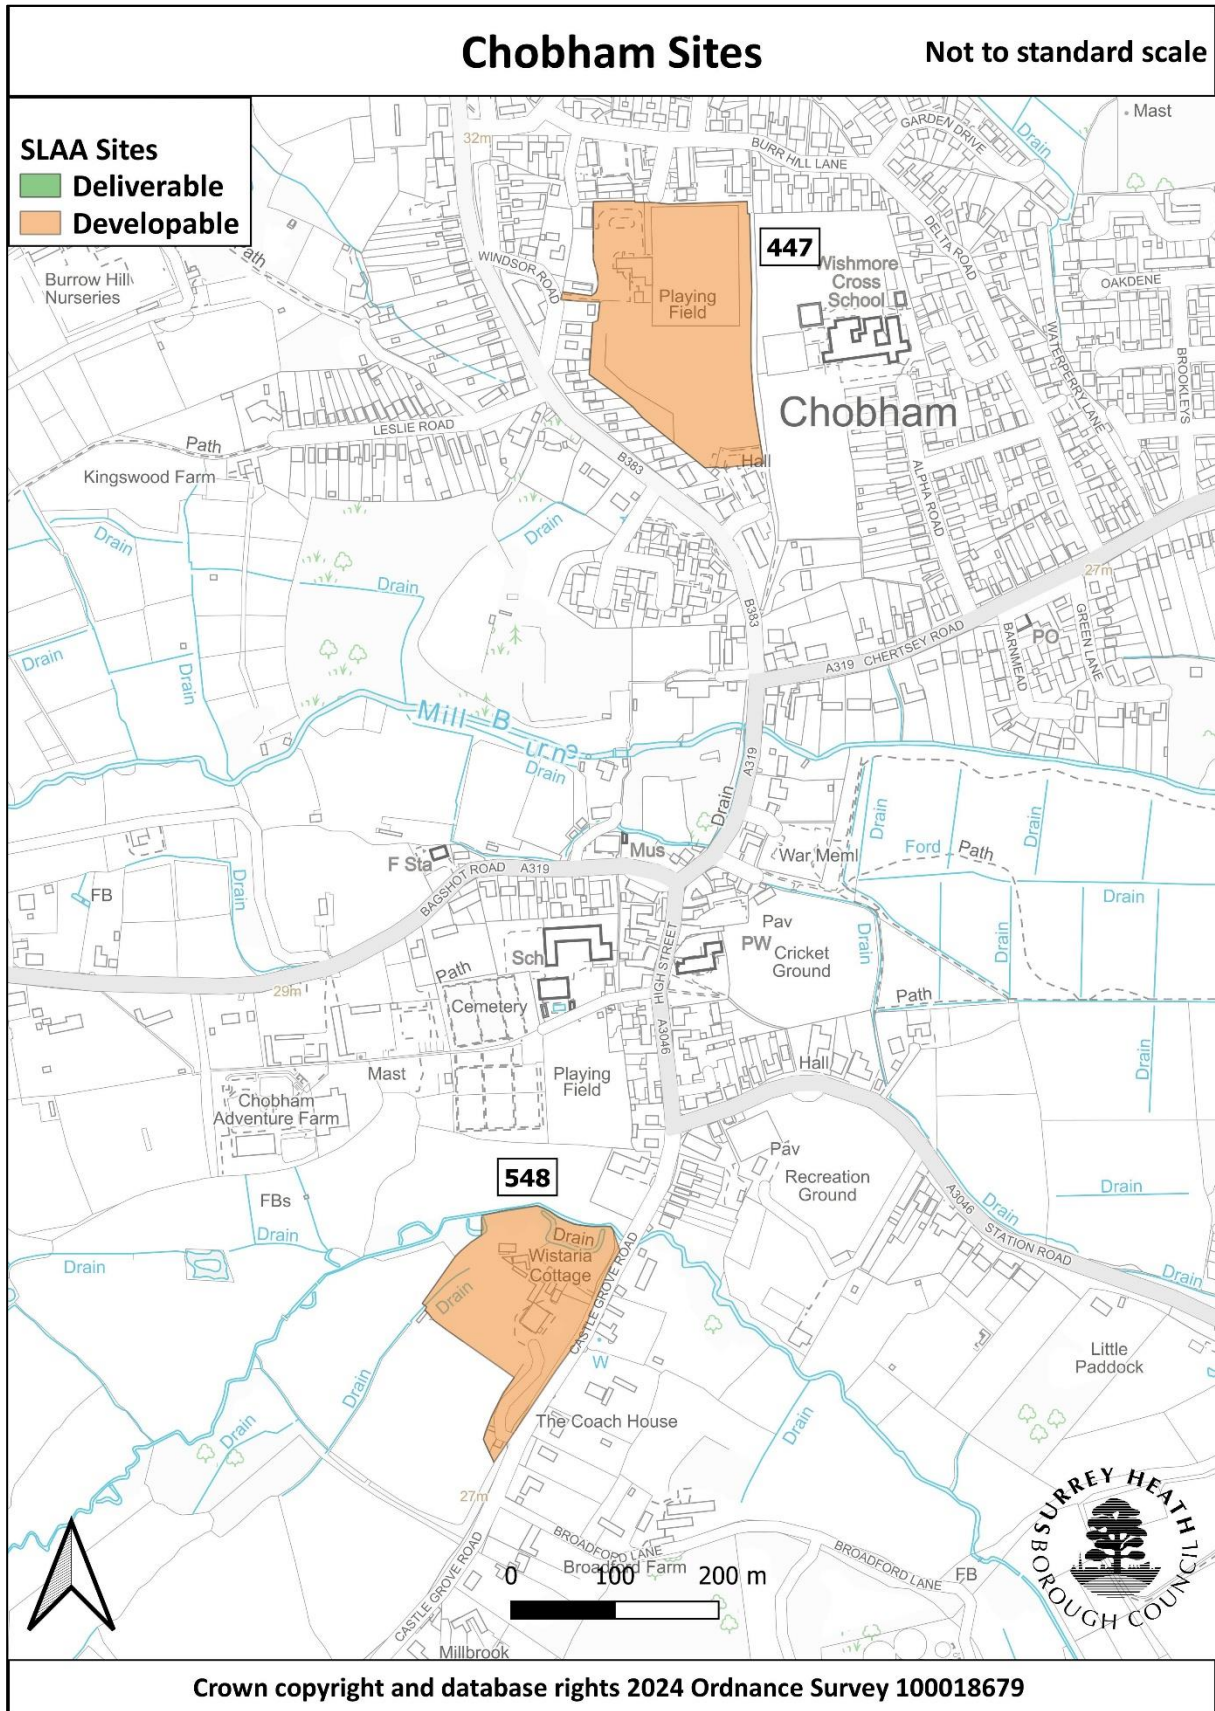 Chobham Sites
Not to standard scale
SLAA Sites
Deliverable
Developable
32m
BURR HILL LANE
GARDEN DRIVE
Drain
Mast
Path
Burrow Hill
Nurseries
WINDSOR ROAD
447
Wishmore
Cross
School
DELTA ROAD
OAKDENE
Playing
Field
WATERPERRY LANE
BROOKLEYS
Chobham
LESLIE ROAD
Path
Kingswood Farm
B383
Hall
ALPHA ROAD
Drain
Drain
Drain
27m
B383
Drain
Drain
A319 CHERTSEY ROAD
BARNMEAD
PO
GREEN LANE
Mill Burne
Drain
A319
Drain
Drain
Drain
Ford
Path
F Sta
Mus
War Meml
BAGSHOT ROAD A319
FB
Drain
Drain
Pav
PW
Cricket
Ground
Drain
Drain
Sch
HIGH STREET
Path
29m
Cemetery
Path
A3046
Mast
Playing
Field
Hall
Drain
Chobham
Adventure Farm
Pav
548
Recreation
Ground
FBs
Drain
Drain
A3046
STATION ROAD
Drain
Drain
Drain
Drain
Wistaria
Cottage
Drain
CASTLE GROVE ROAD
W
Little
Paddock
Drain
Drain
The Coach House
Drain
27m
BROADFORD LANE
Broadford Farm
BROADFORD LANE
FB
CASTLE GROVE ROAD
0 100 200 m
Millbrook
SURREY HEATH
BOROUGH COUNCIL
Crown copyright and database rights 2024 Ordnance Survey 100018679